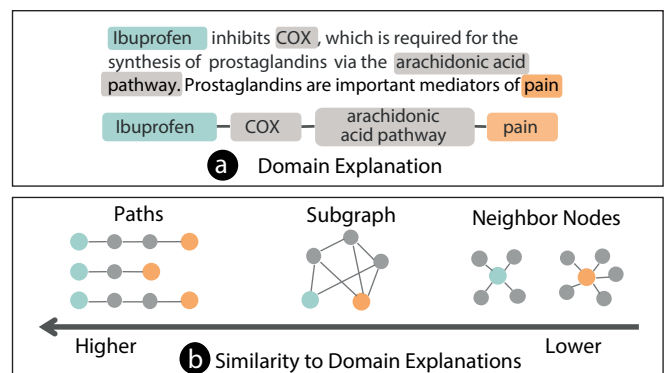 Ibuprofen inhibits COX, which is required for the
synthesis of prostaglandins via the arachidonic acid
pathway. Prostaglandins are important mediators of pain
Ibuprofen COX arachidonic acid pathway pain
a Domain Explanation
Paths Subgraph Neighbor Nodes
Higher Lower
b Similarity to Domain Explanations